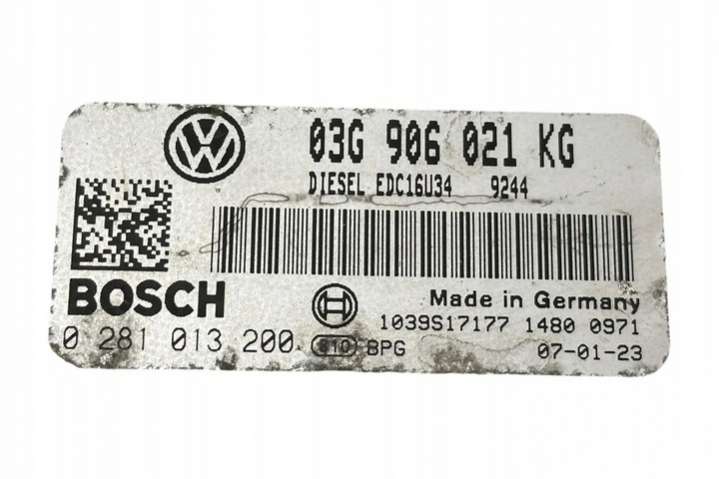 03G 906 021 KG
DIESEL EDC16U34 9244
BOSCH
Made in Germany
1039S17177 1480 0971
0 281 013 200
BPG
07-01-23